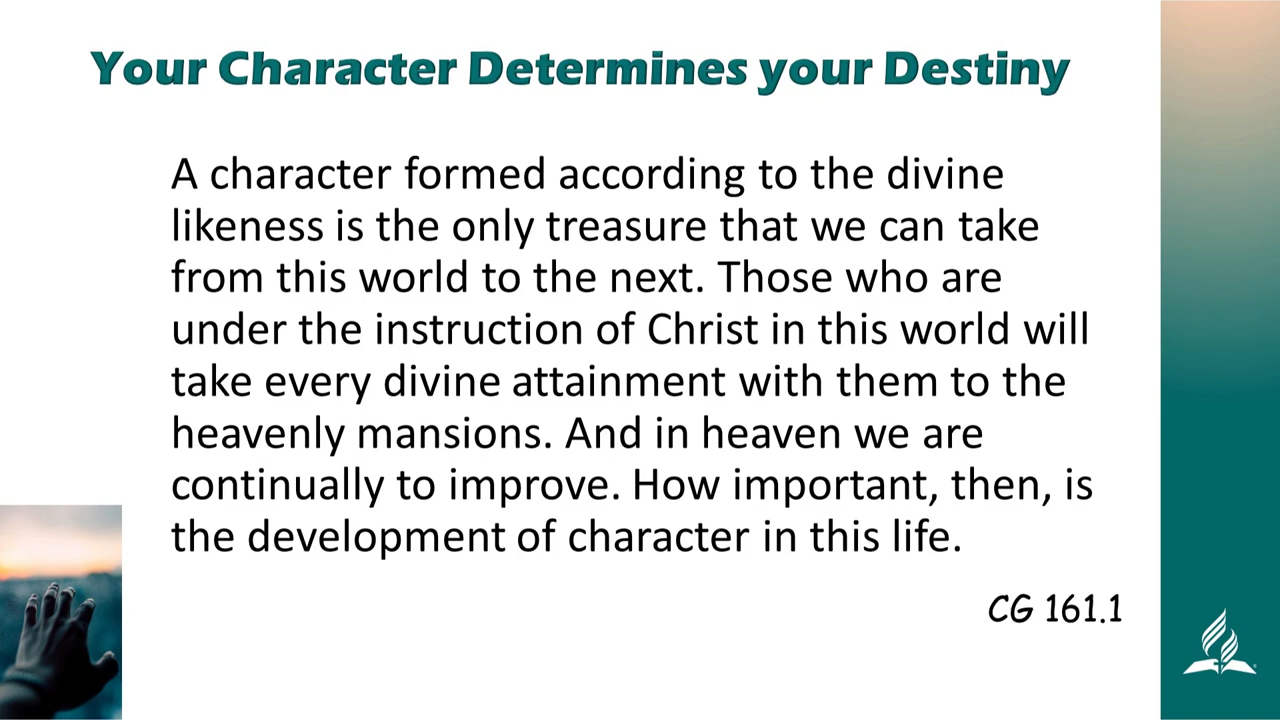 Your Character Determines your Destiny
A character formed according to the divine
likeness is the only treasure that we can take
from this world to the next. Those who are
under the instruction of Christ in this world will
take every divine attainment with them to the
heavenly mansions. And in heaven we are
continually to improve. How important, then, is
the development of character in this life.
CG 161.1